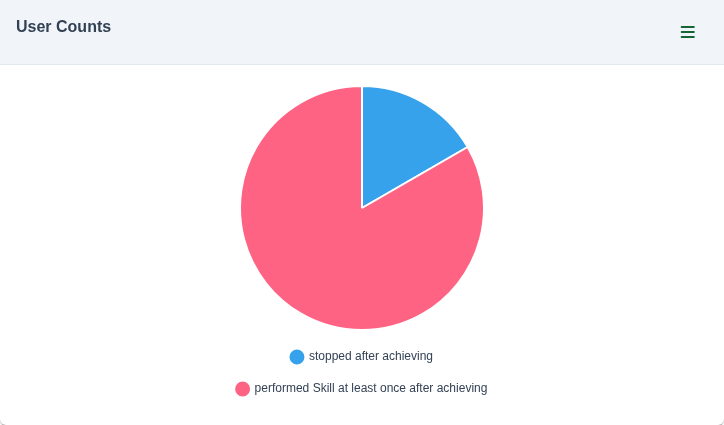 User Counts
stopped after achieving
performed Skill at least once after achieving